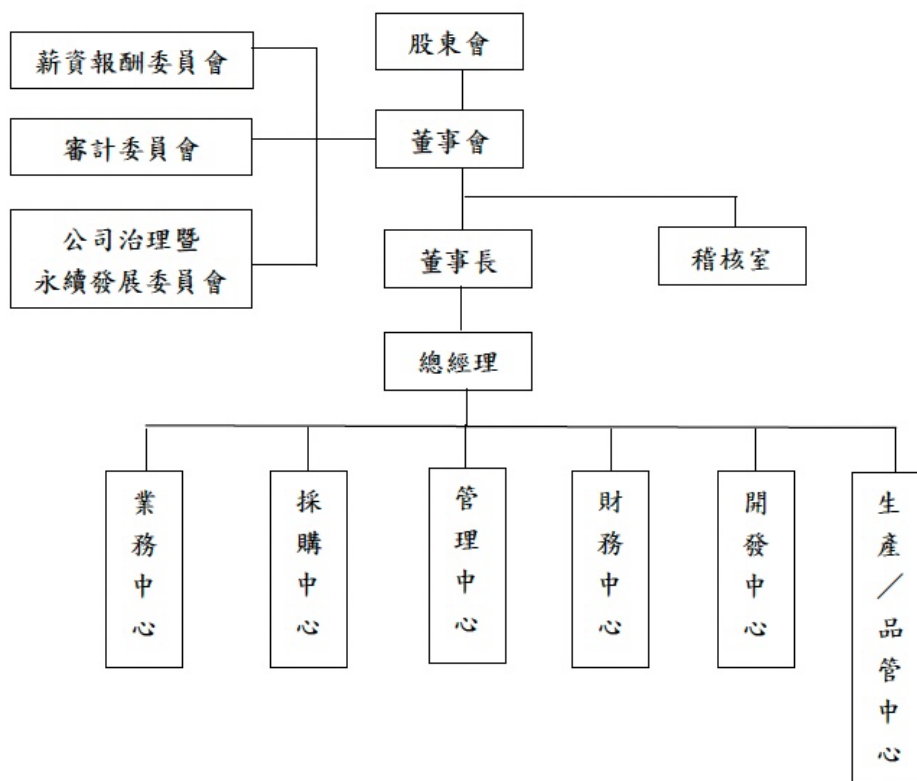 股東會
薪資報酬委員會
審計委員會
董事會
公司治理暨
永續發展委員會
董事長
稽核室
總經理
業務中心
採購中心
管理中心
財務中心
開發中心
生產／品管中心